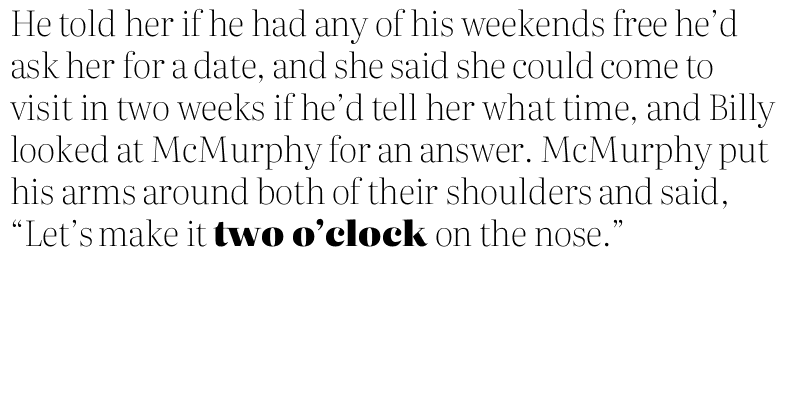 He told her if he had any of his weekends free he’d
ask her for a date, and she said she could come to
visit in two weeks if he’d tell her what time, and Billy
looked at McMurphy for an answer. McMurphy put
his arms around both of their shoulders and said,
“Let’s make it two o’clock on the nose.”